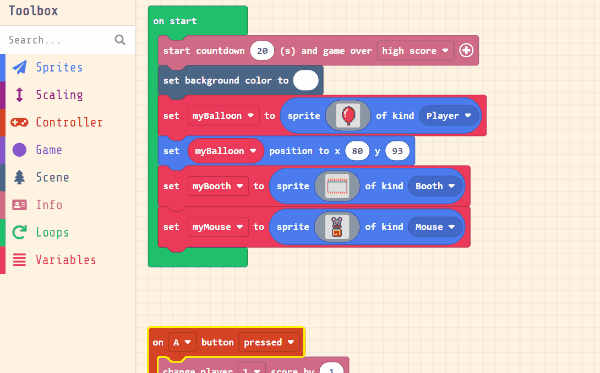 Toolbox
Search...
Sprites
Scaling
Controller
Game
Scene
Info
Loops
Variables
on start
start countdown 20 (s) and game over high score
set background color to
set myBalloon to sprite of kind Player
set myBalloon position to x 80 y 93
set myBooth to sprite of kind Booth
set myMouse to sprite of kind Mouse
on A button pressed
change player 1 score by 1